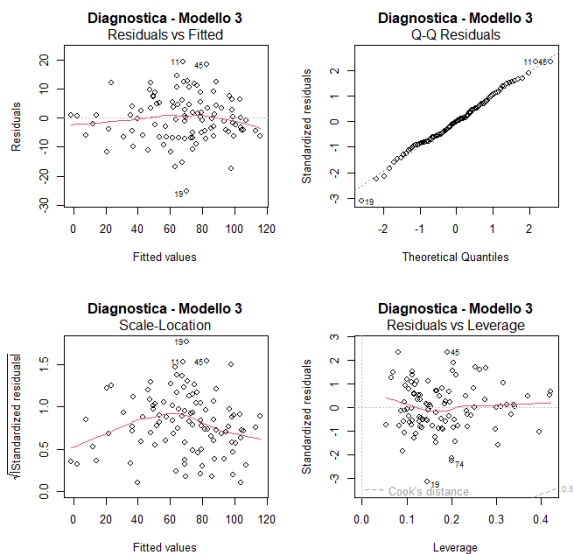 Diagnostica - Modello 3
Residuals vs Fitted
Residuals
-30 -20 -10 0 10 20
11 45
19
0 20 40 60 80 100 120
Fitted values
Diagnostica - Modello 3
Q-Q Residuals
Standardized residuals
-3 -2 -1 0 1 2
11 45
19
-2 -1 0 1 2
Theoretical Quantiles
Diagnostica - Modello 3
Scale-Location
√|Standardized residuals|
0.0 0.5 1.0 1.5
19
11 45
0 20 40 60 80 100 120
Fitted values
Diagnostica - Modello 3
Residuals vs Leverage
Standardized residuals
-3 -2 -1 0 1 2 3
45
74
19
Cook's distance
0.5
0.0 0.1 0.2 0.3 0.4
Leverage